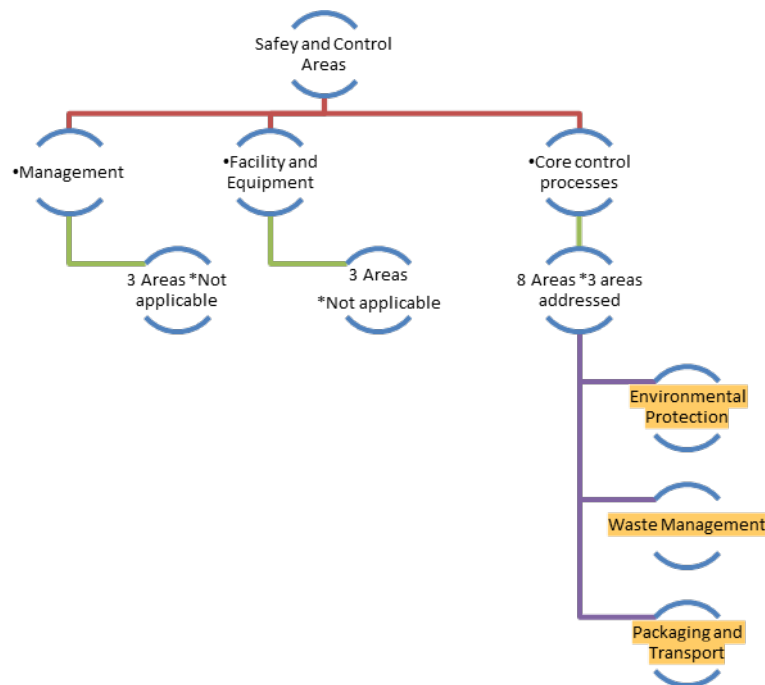 Safey and Control
Areas
•Management
•Facility and
Equipment
•Core control
processes
3 Areas *Not
applicable
3 Areas
*Not applicable
8 Areas *3 areas
addressed
Environmental
Protection
Waste Management
Packaging and
Transport